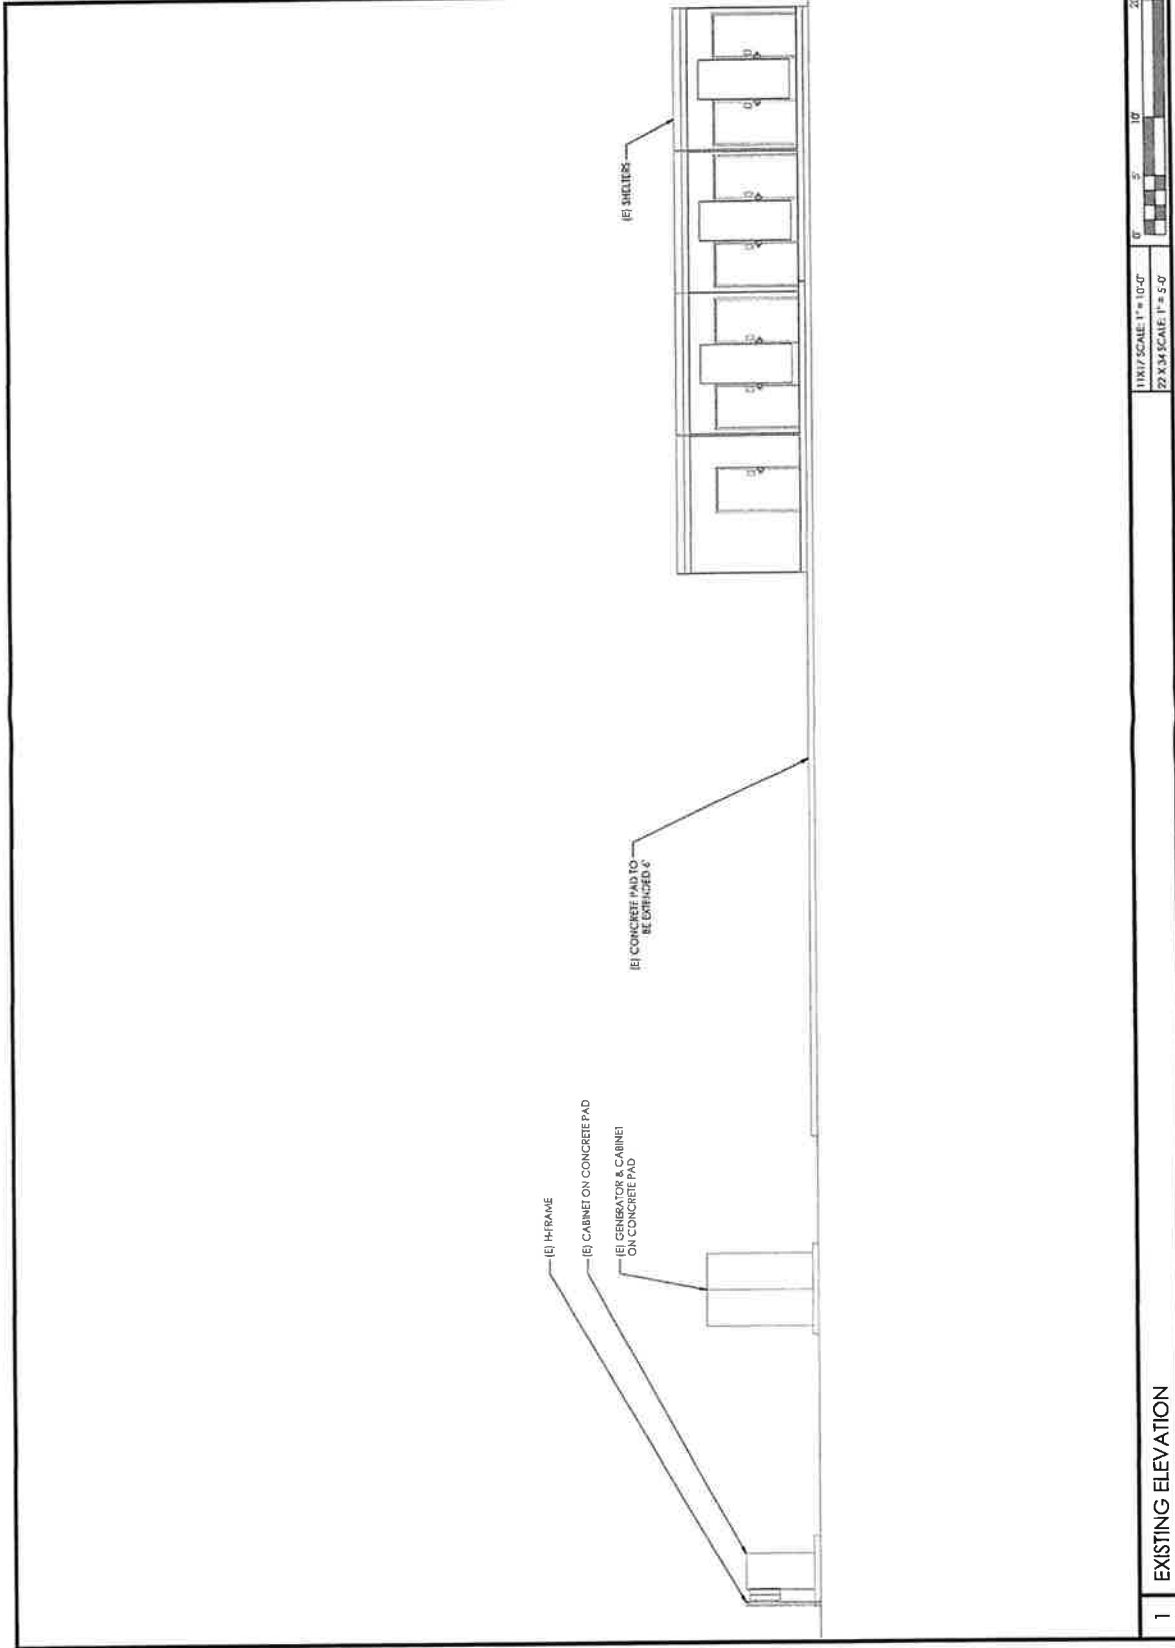 (E) H-FRAME
(E) CABINET ON CONCRETE PAD
(E) GENERATOR & CABINET
ON CONCRETE PAD
(E) CONCRETE PAD TO
BE EXTENDED 6'
(E) SHELTERS
1
EXISTING ELEVATION
11X17 SCALE: 1" = 10'-0"
22 X 34 SCALE: 1" = 5'-0"
0' 5' 10' 20